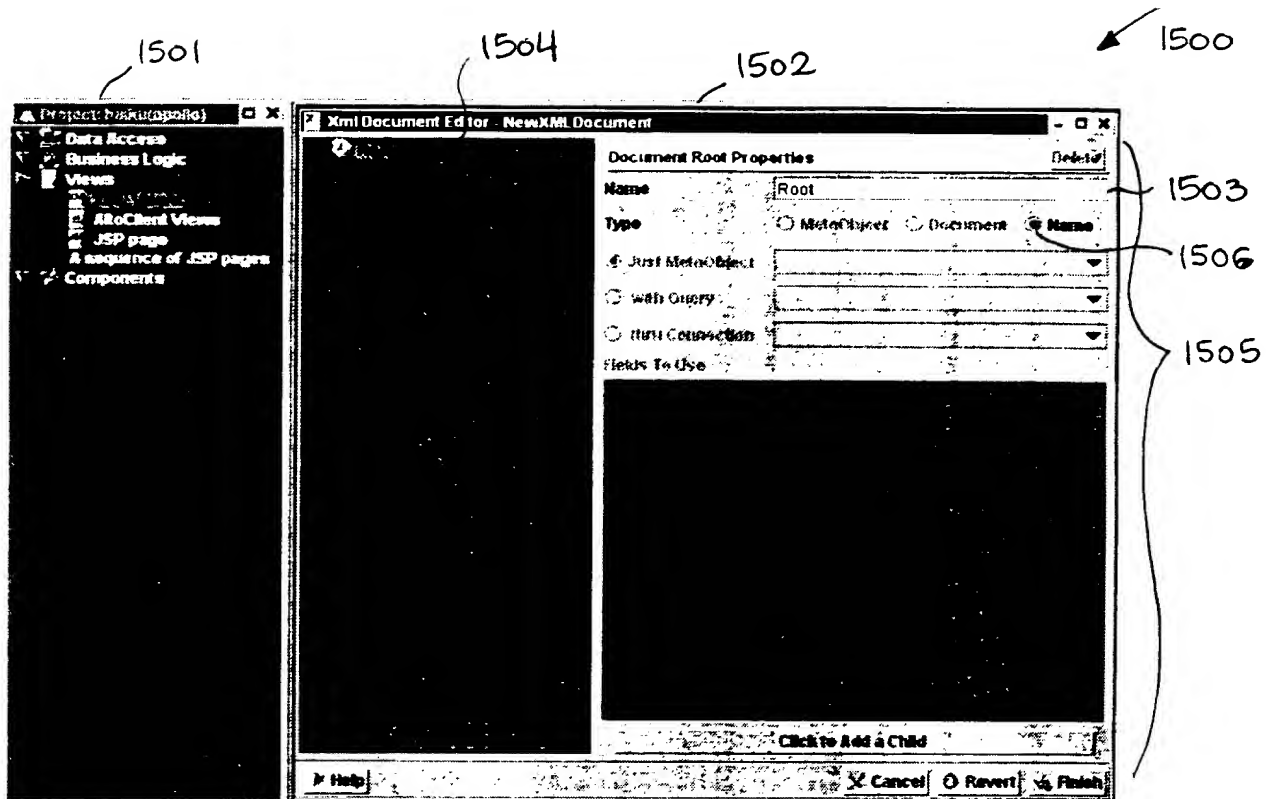 1500
1501
1504
1502
Project: haiku(apollo)
Xml Document Editor - NewXMLDocument
Data Access
Business Logic
Views
AltoClient Views
JSP page
A sequence of JSP pages
Components
Document Root Properties
Delete
Name
Root
1503
Type
MetaObject
Document
Name
1506
Just MetaObject
with Query
thru Connection
Fields To Use
1505
Click to Add a Child
Help
Cancel
Revert
Finish